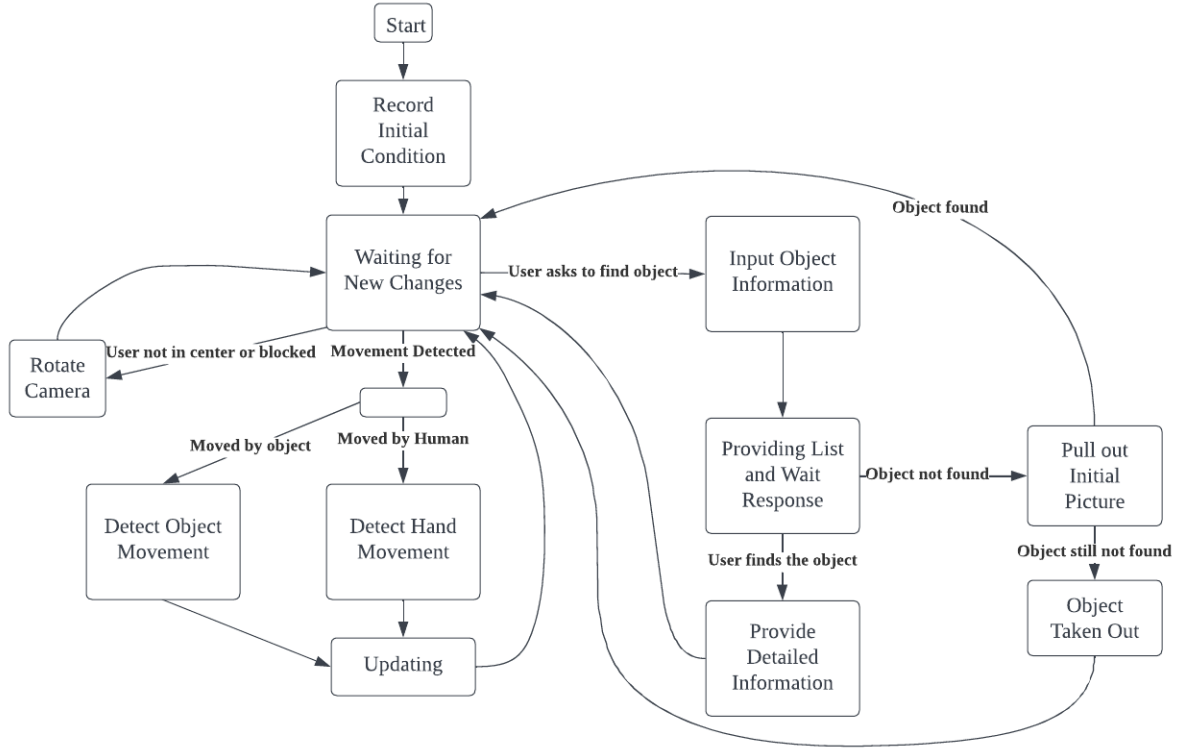 Start
Record
Initial
Condition
Object found
Waiting for
New Changes
User asks to find object
Input Object
Information
User not in center or blocked
Movement Detected
Rotate
Camera
Moved by object
Moved by Human
Providing List
and Wait
Response
Object not found
Pull out
Initial
Picture
Detect Object
Movement
Detect Hand
Movement
User finds the object
Object still not found
Updating
Provide
Detailed
Information
Object
Taken Out